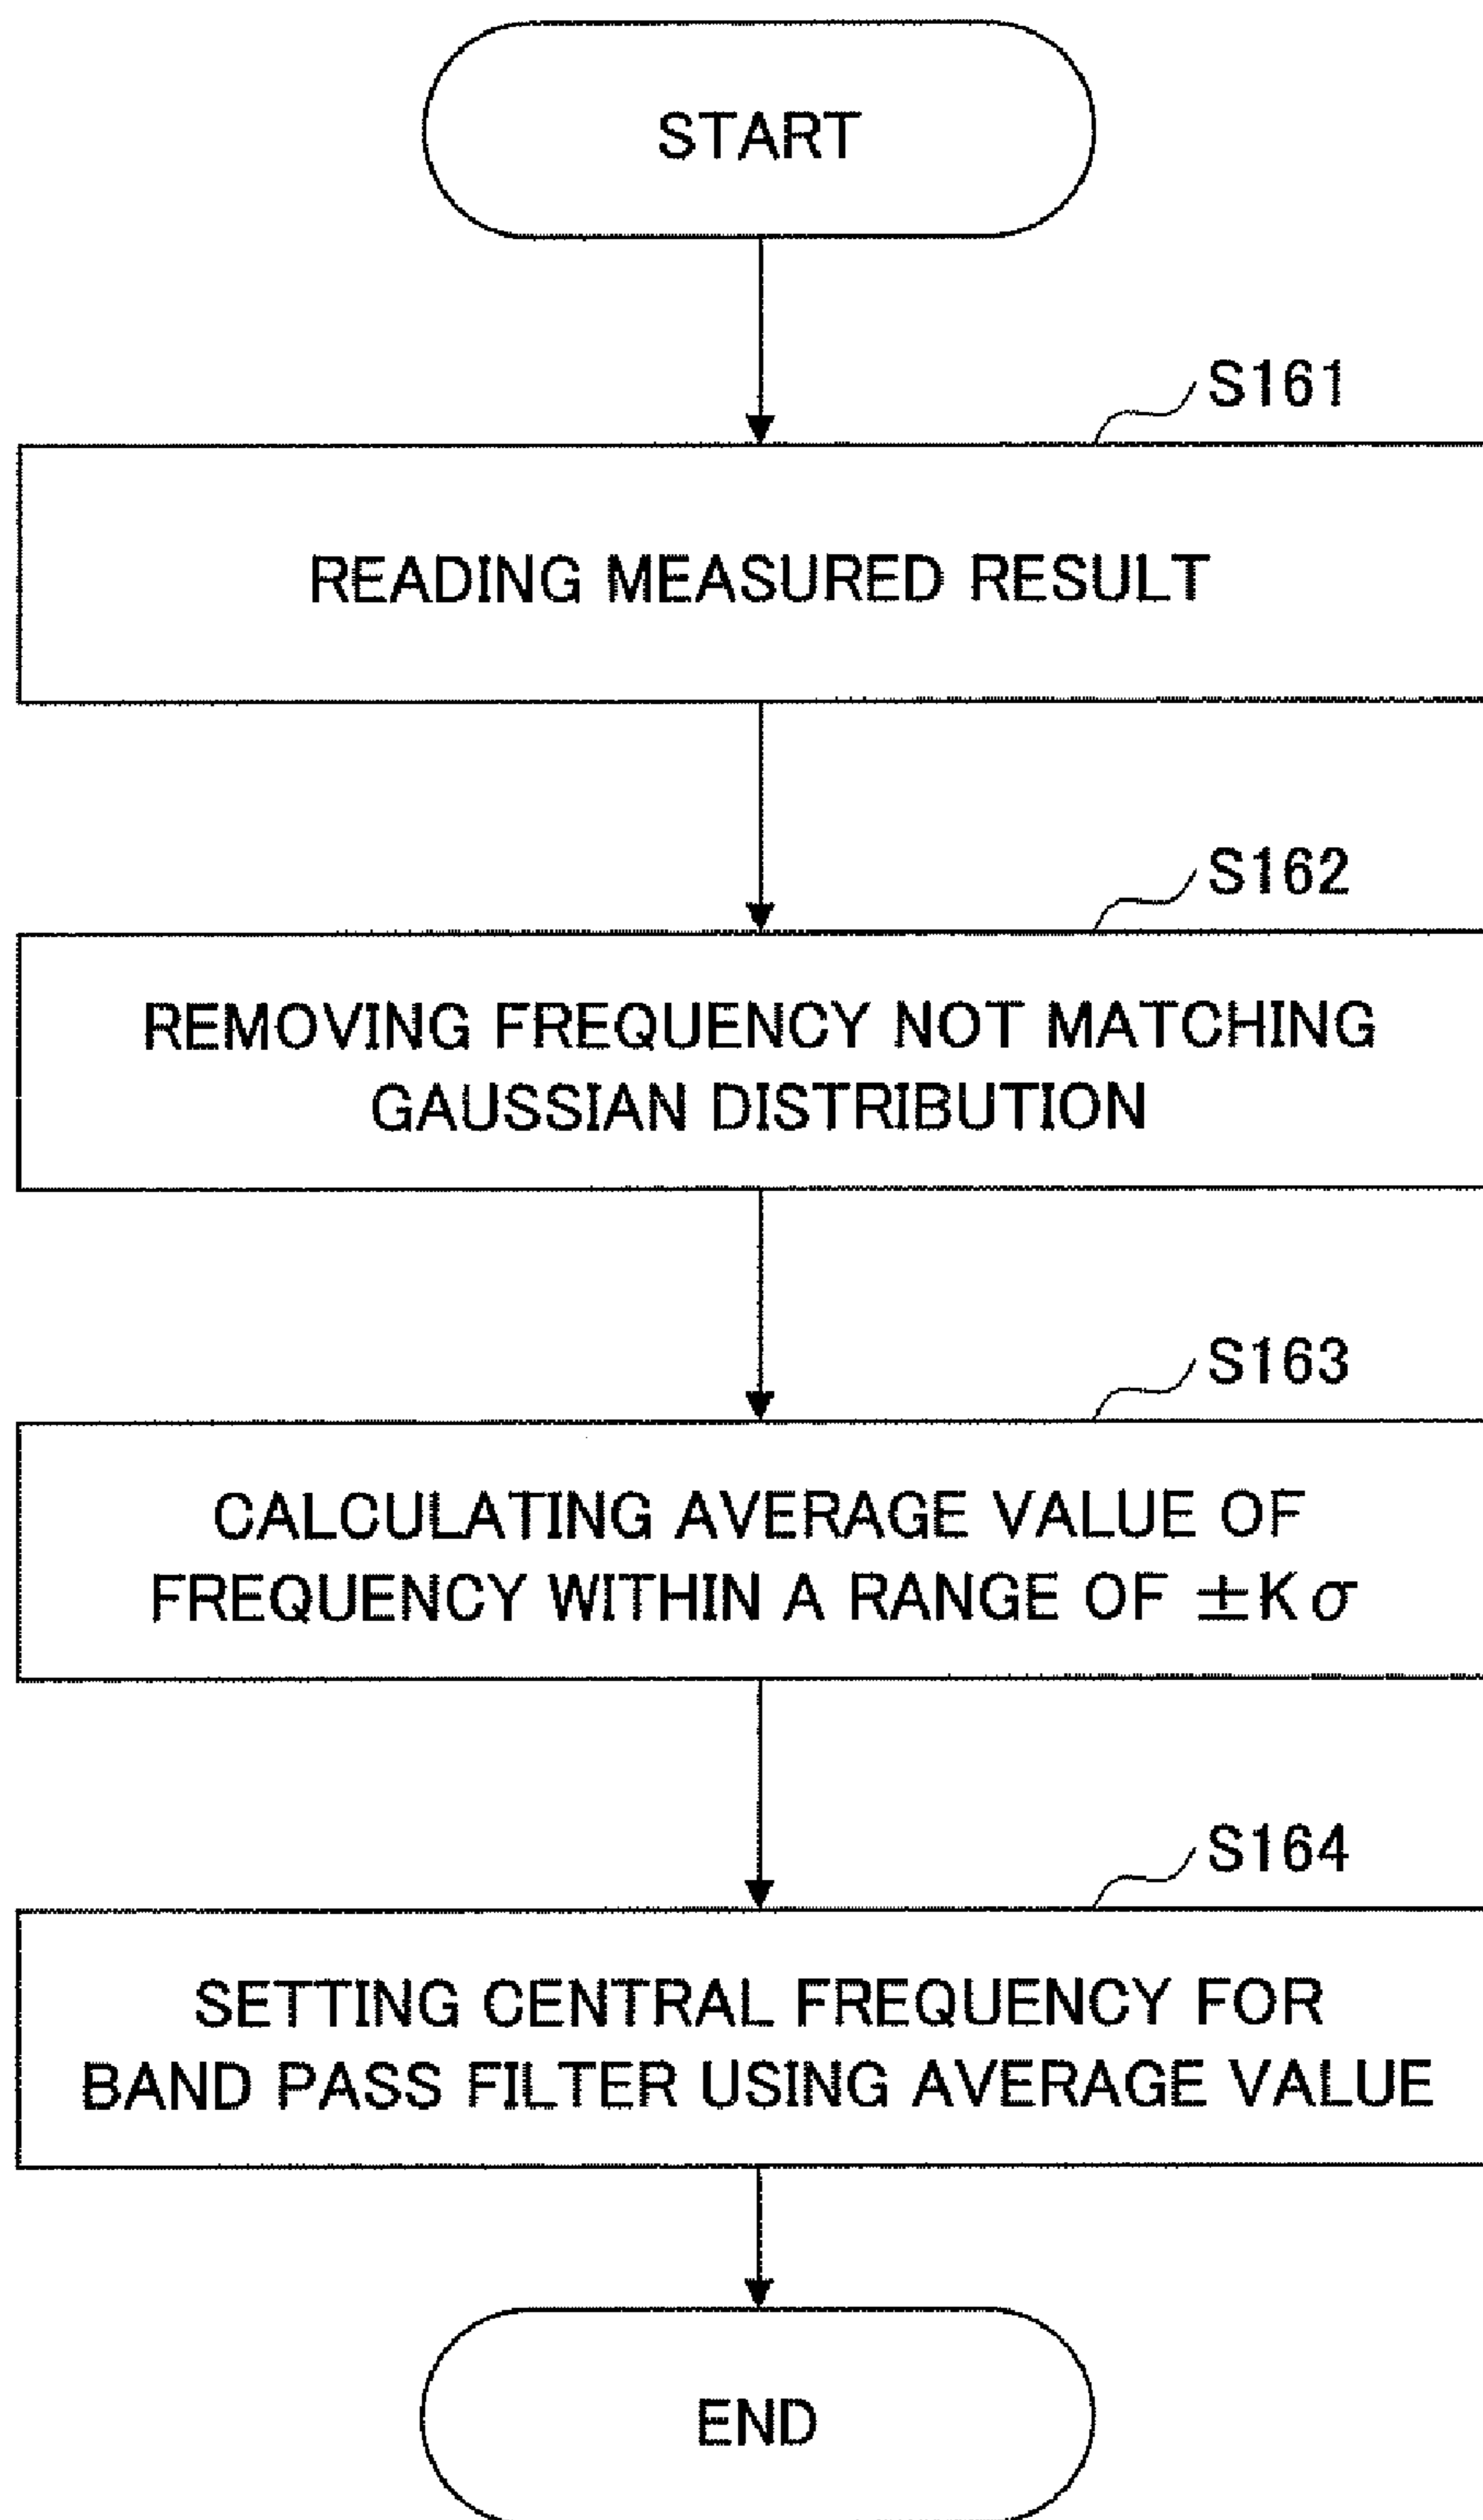 START
S161
READING MEASURED RESULT
S162
REMOVING FREQUENCY NOT MATCHING
GAUSSIAN DISTRIBUTION
S163
CALCULATING AVERAGE VALUE OF
FREQUENCY WITHIN A RANGE OF ±K σ
S164
SETTING CENTRAL FREQUENCY FOR
BAND PASS FILTER USING AVERAGE VALUE
END